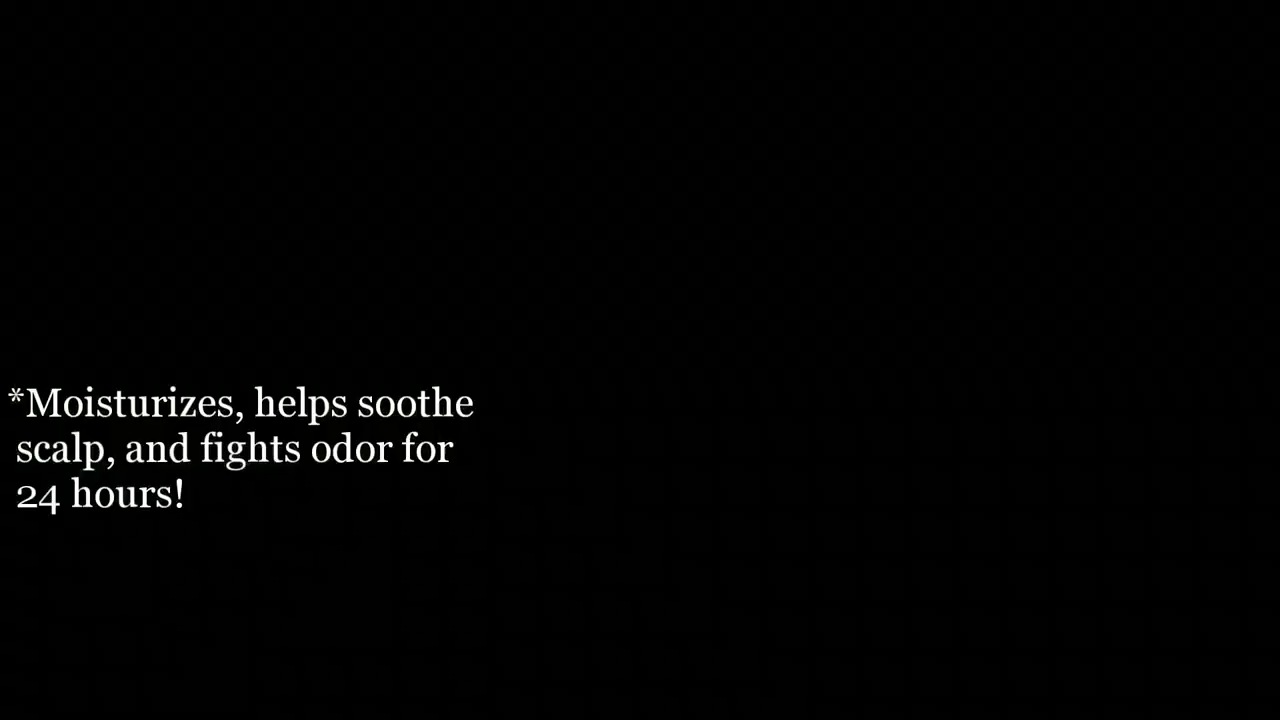 *Moisturizes, helps soothe
scalp, and fights odor for
24 hours!